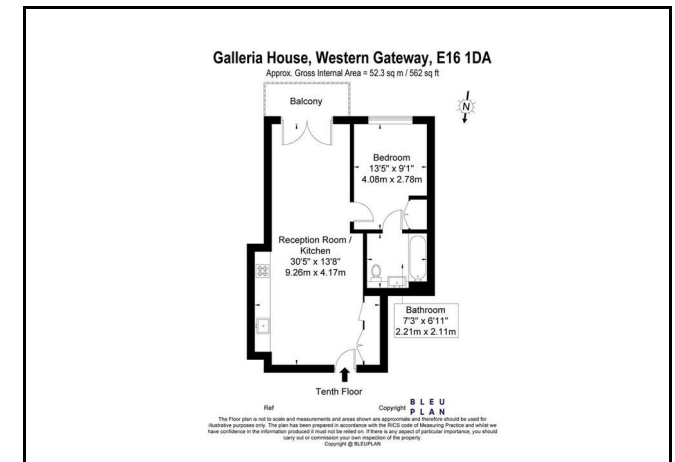 Galleria House, Western Gateway, E16 1DA
Approx. Gross Internal Area = 52.3 sq m / 562 sq ft
Balcony
N
Bedroom
13'5" x 9'1"
4.08m x 2.78m
Reception Room /
Kitchen
30'5" x 13'8"
9.26m x 4.17m
Bathroom
7'3" x 6'11"
2.21m x 2.11m
Tenth Floor
Ref
Copyright BLEU
PLAN
The Floor plan is not to scale and measurements and areas shown are approximate and therefore should be used for
illustrative purposes only. The plan has been prepared in accordance with the RICS code of Measuring Practice and whilst we
have confidence in the information produced it must not be relied on. If there is any aspect of particular importance, you should
carry out or commission your own inspection of the property.
Copyright @ BLEUPLAN